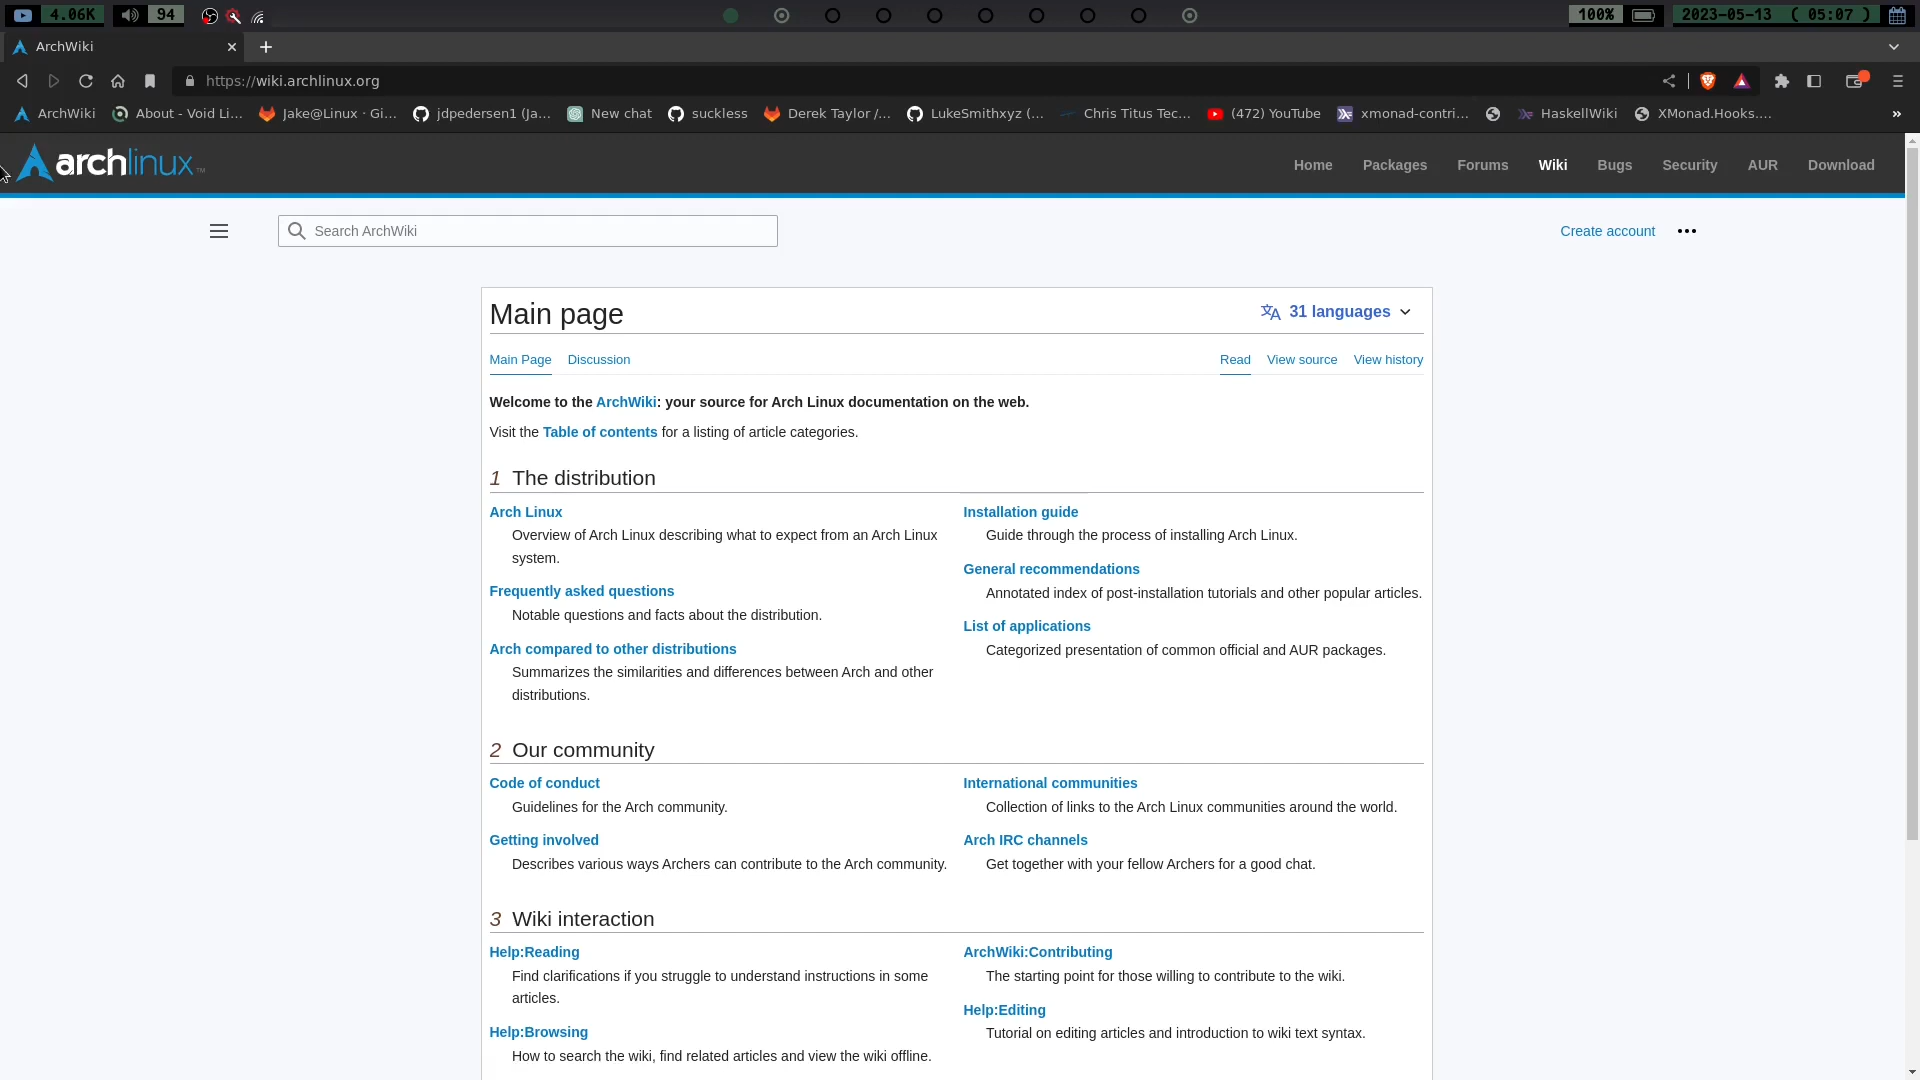 4.06K 94 100% 2023-05-13 ( 05:07 )
ArchWiki
https://wiki.archlinux.org
ArchWiki About - Void Li... Jake@Linux · Gi... jdpedersen1 (Ja... New chat suckless Derek Taylor /... LukeSmithxyz (... Chris Titus Tec... (472) YouTube xmonad-contri... HaskellWiki XMonad.Hooks.... »
archlinux™ Home Packages Forums Wiki Bugs Security AUR Download
Search ArchWiki Create account
Main page 31 languages
Main Page Discussion Read View source View history
Welcome to the ArchWiki: your source for Arch Linux documentation on the web.
Visit the Table of contents for a listing of article categories.
1 The distribution
Arch Linux
Overview of Arch Linux describing what to expect from an Arch Linux
system.
Frequently asked questions
Notable questions and facts about the distribution.
Arch compared to other distributions
Summarizes the similarities and differences between Arch and other
distributions.
Installation guide
Guide through the process of installing Arch Linux.
General recommendations
Annotated index of post-installation tutorials and other popular articles.
List of applications
Categorized presentation of common official and AUR packages.
2 Our community
Code of conduct
Guidelines for the Arch community.
Getting involved
Describes various ways Archers can contribute to the Arch community.
International communities
Collection of links to the Arch Linux communities around the world.
Arch IRC channels
Get together with your fellow Archers for a good chat.
3 Wiki interaction
Help:Reading
Find clarifications if you struggle to understand instructions in some
articles.
Help:Browsing
How to search the wiki, find related articles and view the wiki offline.
ArchWiki:Contributing
The starting point for those willing to contribute to the wiki.
Help:Editing
Tutorial on editing articles and introduction to wiki text syntax.